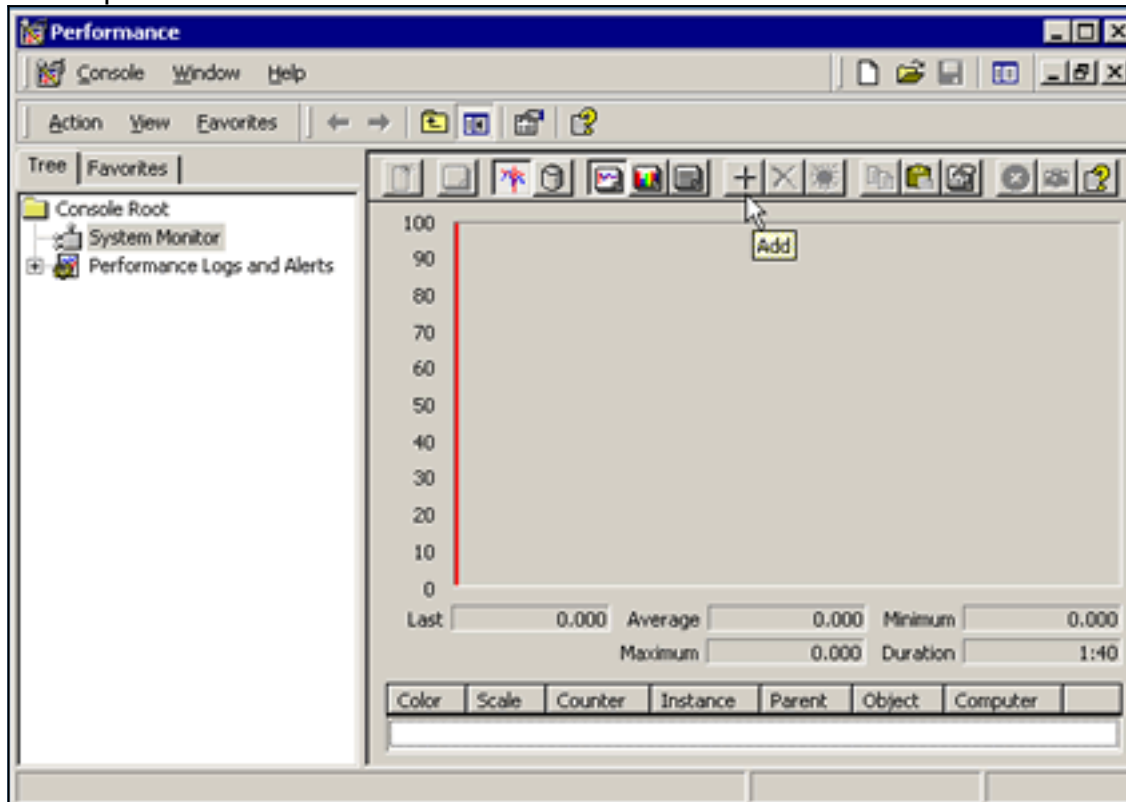 Performance
Console Window Help
Action View Favorites
Tree Favorites
Console Root
System Monitor
Performance Logs and Alerts
Add
100
90
80
70
60
50
40
30
20
10
0
Last 0.000 Average 0.000 Minimum 0.000
Maximum 0.000 Duration 1:40
Color Scale Counter Instance Parent Object Computer